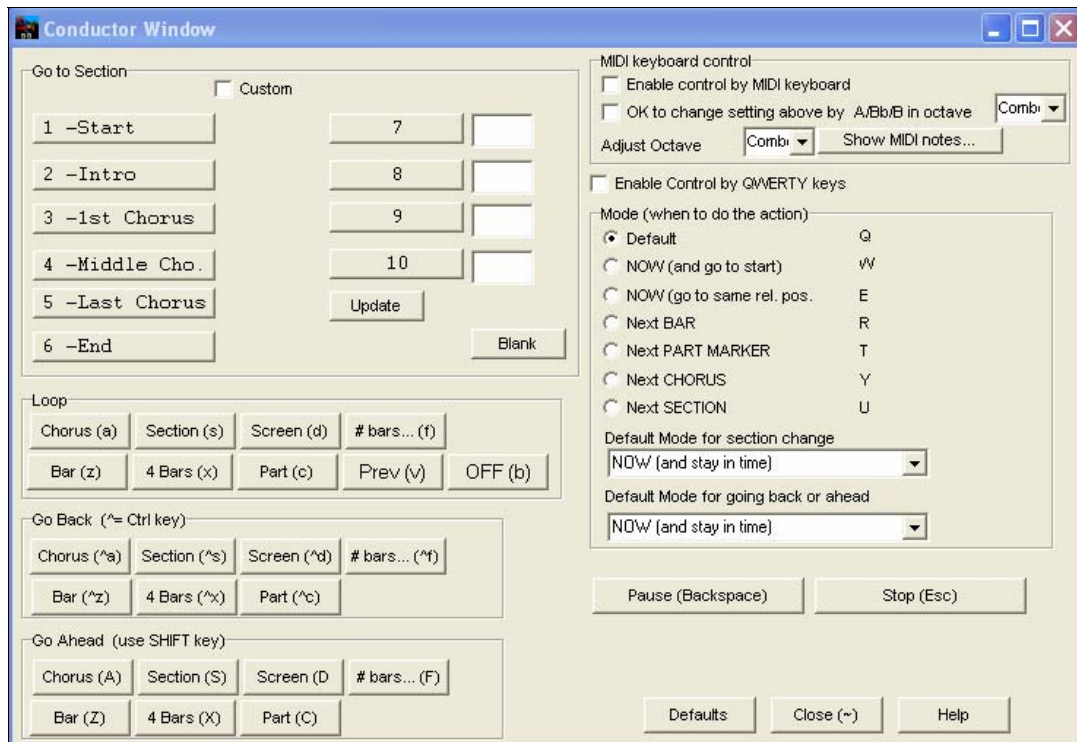 Conductor Window
Go to Section
Custom
1 -Start
7
2 -Intro
8
3 -1st Chorus
9
4 -Middle Cho.
10
5 -Last Chorus
Update
6 -End
Blank
Loop
Chorus (a) Section (s) Screen (d) # bars... (f)
Bar (z) 4 Bars (x) Part (c) Prev (v) OFF (b)
Go Back (^= Ctrl key)
Chorus (^a) Section (^s) Screen (^d) # bars... (^f)
Bar (^z) 4 Bars (^x) Part (^c)
Go Ahead (use SHIFT key)
Chorus (A) Section (S) Screen (D # bars... (F)
Bar (Z) 4 Bars (X) Part (C)
MIDI keyboard control
Enable control by MIDI keyboard
OK to change setting above by A/Bb/B in octave
Adjust Octave Show MIDI notes...
Enable Control by QWERTY keys
Mode (when to do the action)
Default Q
NOW (and go to start) W
NOW (go to same rel. pos. E
Next BAR R
Next PART MARKER T
Next CHORUS Y
Next SECTION U
Default Mode for section change
NOW (and stay in time)
Default Mode for going back or ahead
NOW (and stay in time)
Pause (Backspace) Stop (Esc)
Defaults Close (~) Help